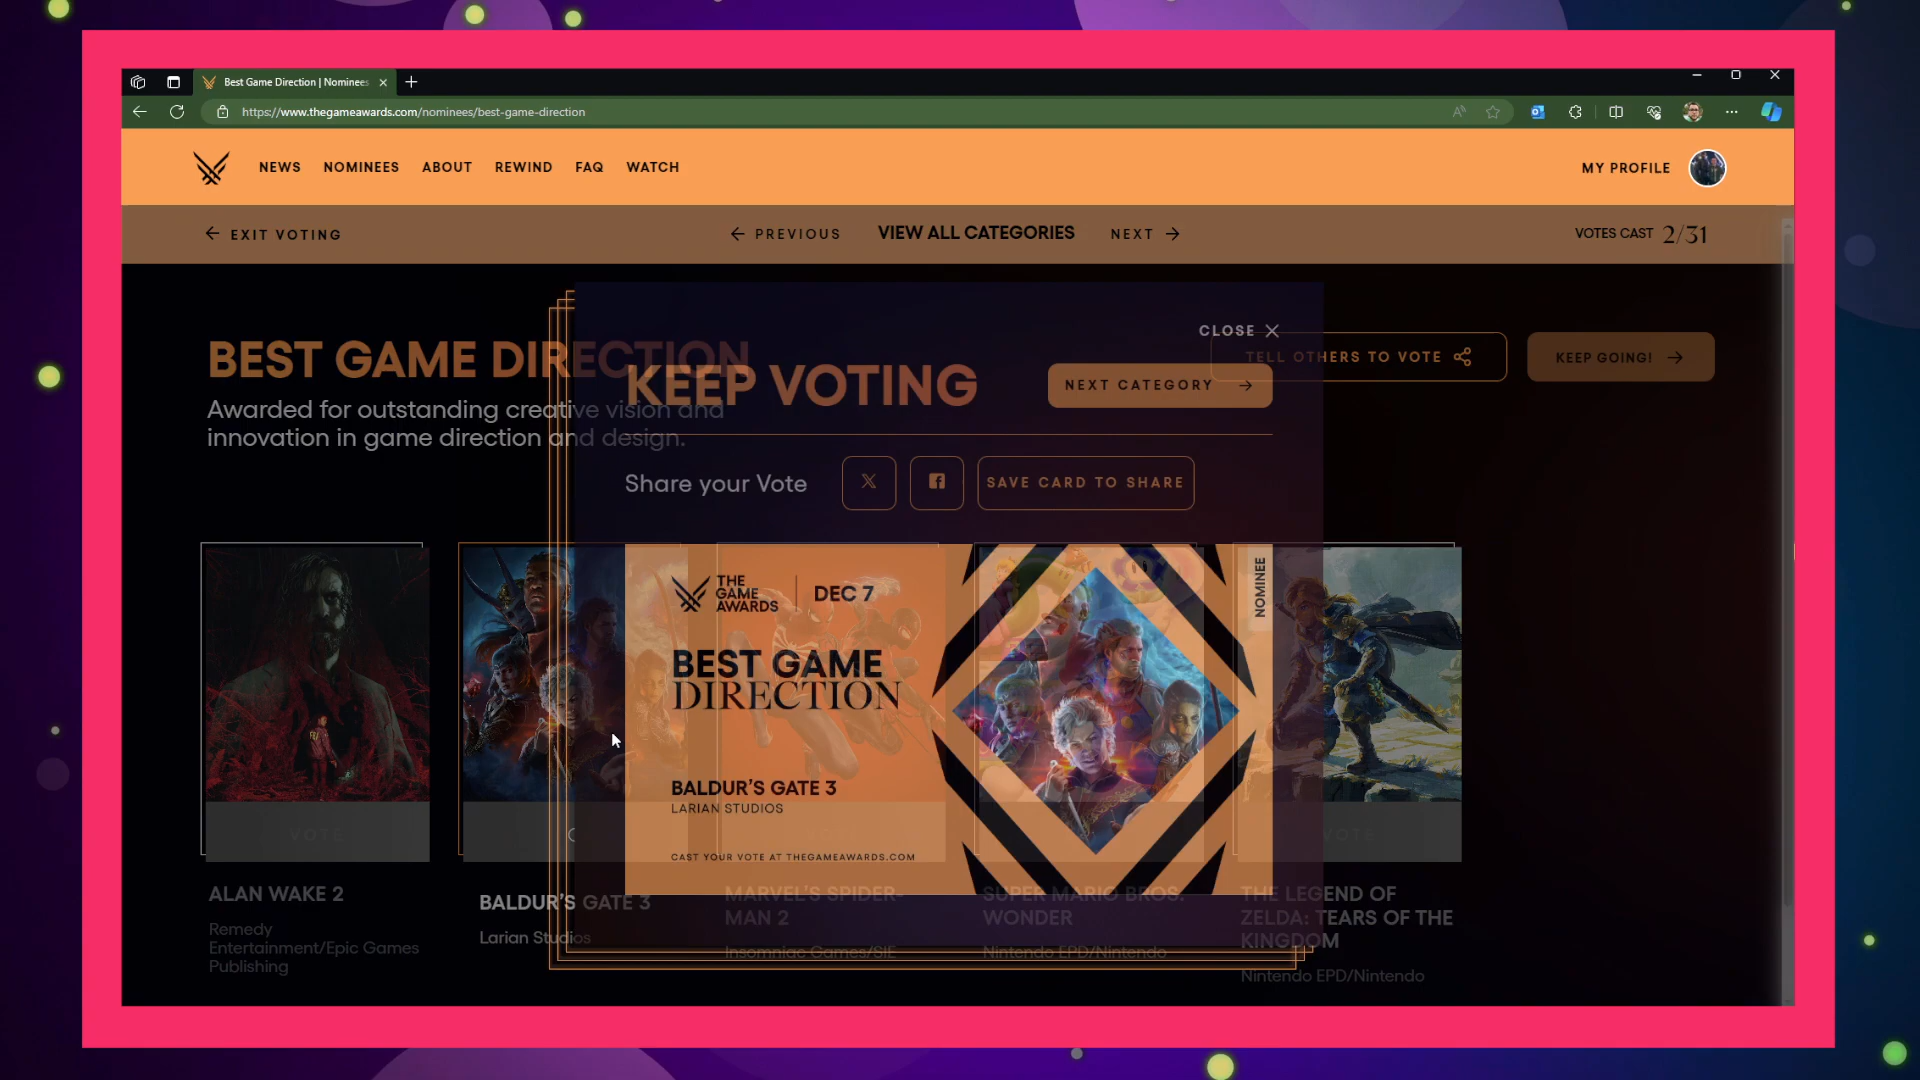 Best Game Direction | Nominees
https://www.thegameawards.com/nominees/best-game-direction
NEWS NOMINEES ABOUT REWIND FAQ WATCH
MY PROFILE
EXIT VOTING
PREVIOUS VIEW ALL CATEGORIES NEXT
VOTES CAST 2/31
CLOSE
BEST GAME DIRECTION
TELL OTHERS TO VOTE
KEEP GOING!
KEEP VOTING
NEXT CATEGORY
Awarded for outstanding creative vision and
innovation in game direction and design.
Share your Vote
SAVE CARD TO SHARE
THE
GAME
AWARDS
DEC 7
NOMINEE
BEST GAME
DIRECTION
BALDUR'S GATE 3
LARIAN STUDIOS
CAST YOUR VOTE AT THEGAMEAWARDS.COM
VOTE
VOTE
ALAN WAKE 2
Remedy
Entertainment/Epic Games
Publishing
BALDUR'S GATE 3
Larian Studios
MARVEL'S SPIDER-
MAN 2
Insomniac Games/SIE
SUPER MARIO BROS.
WONDER
Nintendo EPD/Nintendo
THE LEGEND OF
ZELDA: TEARS OF THE
KINGDOM
Nintendo EPD/Nintendo